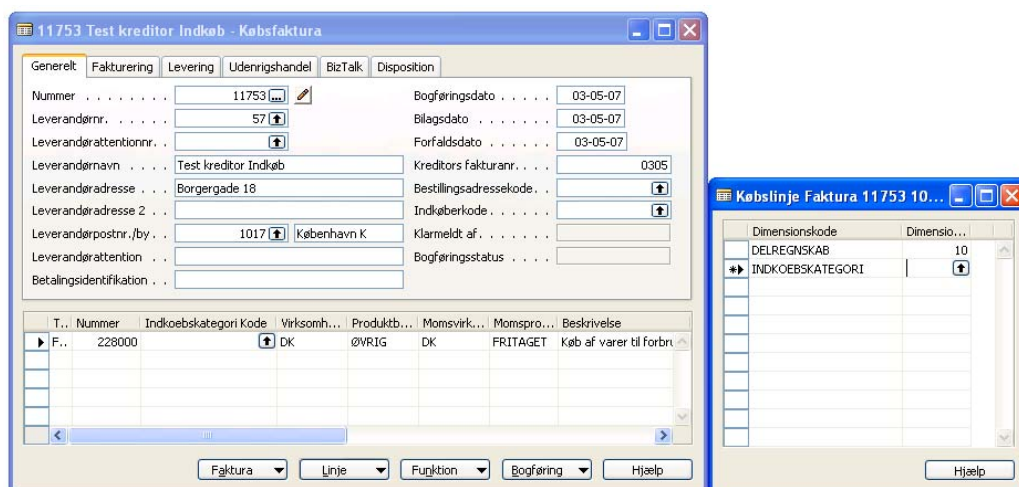 11753 Test kreditor Indkøb - Købsfaktura
Generelt Fakturering Levering Udenrigshandel BizTalk Disposition
Nummer . . . . . . . . 11753 ...
Leverandørnr. . . . . . 57
Leverandørattentionnr. .
Leverandørnavn . . . . Test kreditor Indkøb
Leverandøradresse . . . Borgergade 18
Leverandøradresse 2 . .
Leverandørpostnr./by . . 1017 København K
Leverandørattention . .
Betalingsidentifikation . .
Bogføringsdato . . . . . 03-05-07
Bilagsdato . . . . . . . 03-05-07
Forfaldsdato . . . . . 03-05-07
Kreditors fakturanr. . . . 0305
Bestillingsadressekode. .
Indkøberkode . . . . . .
Klarmeldt af. . . . . . .
Bogføringsstatus . . . .
T.. Nummer Indkoebskategori Kode Virksomh... Produktb... Momsvirk... Momspro... Beskrivelse
F.. 228000 DK ØVRIG DK FRITAGET Køb af varer til forbru
Faktura Linje Funktion Bogføring Hjælp
Købslinje Faktura 11753 10...
Dimensionskode Dimensio...
DELREGNSKAB 10
INDKOEBSKATEGORI
Hjælp